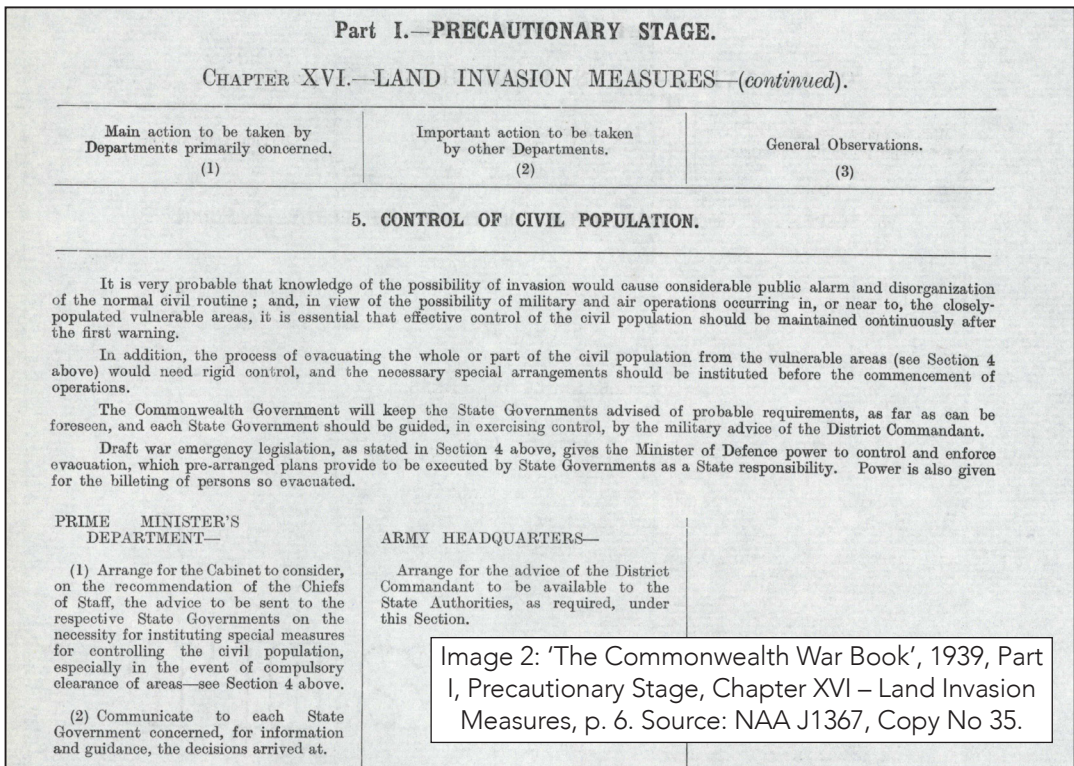 Part I.—PRECAUTIONARY STAGE.
CHAPTER XVI.—LAND INVASION MEASURES—(continued).
Main action to be taken by
Departments primarily concerned.
(1)
Important action to be taken
by other Departments.
(2)
General Observations.
(3)
5. CONTROL OF CIVIL POPULATION.
It is very probable that knowledge of the possibility of invasion would cause considerable public alarm and disorganization
of the normal civil routine ; and, in view of the possibility of military and air operations occurring in, or near to, the closely-
populated vulnerable areas, it is essential that effective control of the civil population should be maintained continuously after
the first warning.
In addition, the process of evacuating the whole or part of the civil population from the vulnerable areas (see Section 4
above) would need rigid control, and the necessary special arrangements should be instituted before the commencement of
operations.
The Commonwealth Government will keep the State Governments advised of probable requirements, as far as can be
foreseen, and each State Government should be guided, in exercising control, by the military advice of the District Commandant.
Draft war emergency legislation, as stated in Section 4 above, gives the Minister of Defence power to control and enforce
evacuation, which pre-arranged plans provide to be executed by State Governments as a State responsibility. Power is also given
for the billeting of persons so evacuated.
PRIME MINISTER'S
DEPARTMENT—
(1) Arrange for the Cabinet to consider,
on the recommendation of the Chiefs
of Staff, the advice to be sent to the
respective State Governments on the
necessity for instituting special measures
for controlling the civil population,
especially in the event of compulsory
clearance of areas—see Section 4 above.
(2) Communicate to each State
Government concerned, for information
and guidance, the decisions arrived at.
ARMY HEADQUARTERS—
Arrange for the advice of the District
Commandant to be available to the
State Authorities, as required, under
this Section.
Image 2: 'The Commonwealth War Book', 1939, Part
I, Precautionary Stage, Chapter XVI – Land Invasion
Measures, p. 6. Source: NAA J1367, Copy No 35.